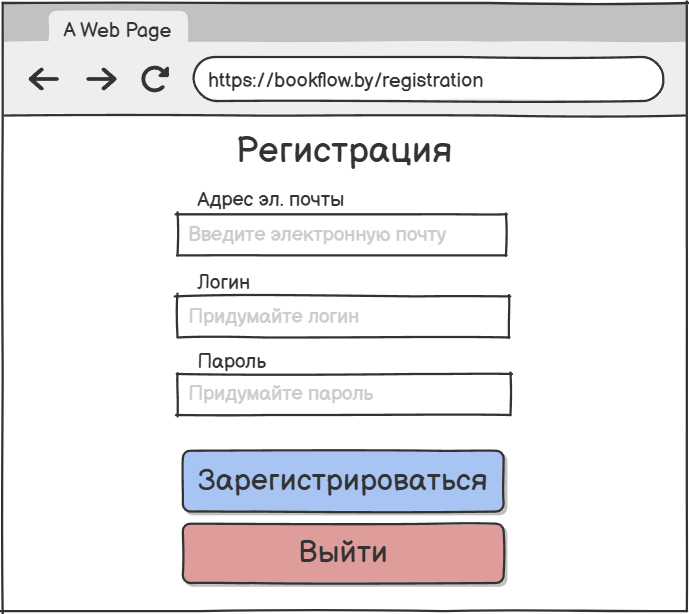 A Web Page
https://bookflow.by/registration
Регистрация
Адрес эл. почты
Введите электронную почту
Логин
Придумайте логин
Пароль
Придумайте пароль
Зарегистрироваться
Выйти